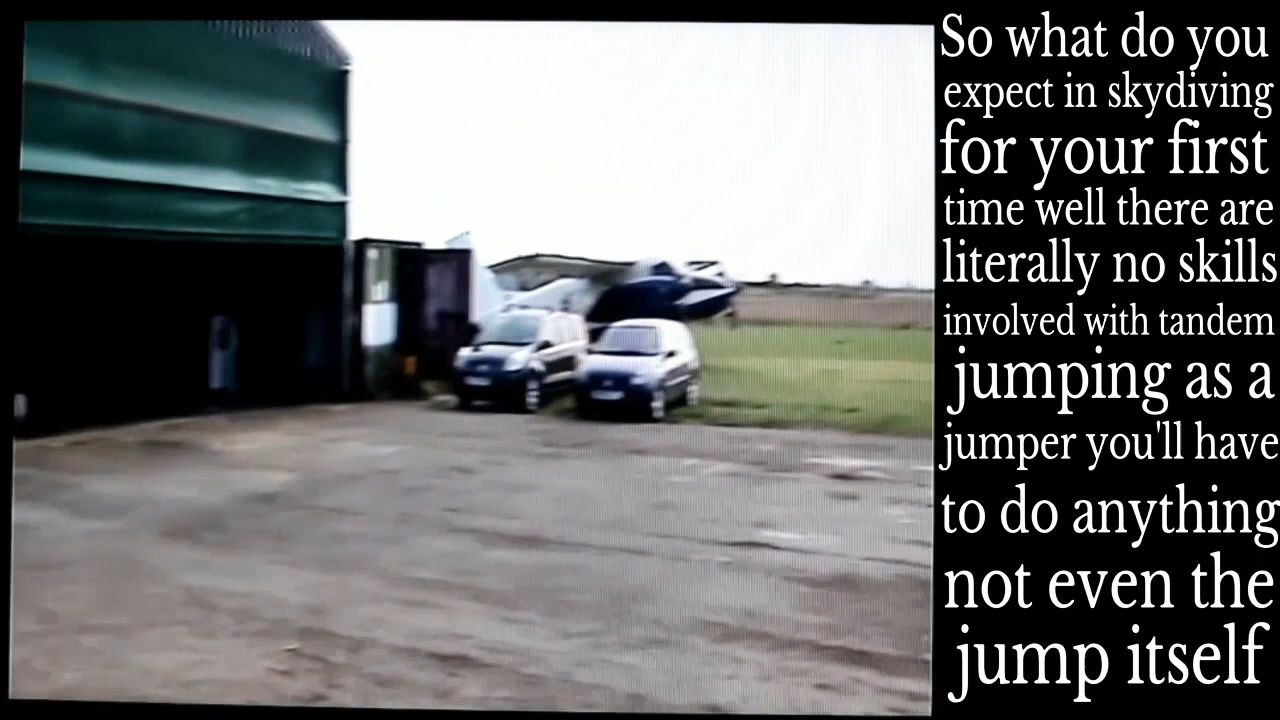 So what do you
expect in skydiving
for your first
time well there are
literally no skills
involved with tandem
jumping as a
jumper you'll have
to do anything
not even the
jump itself